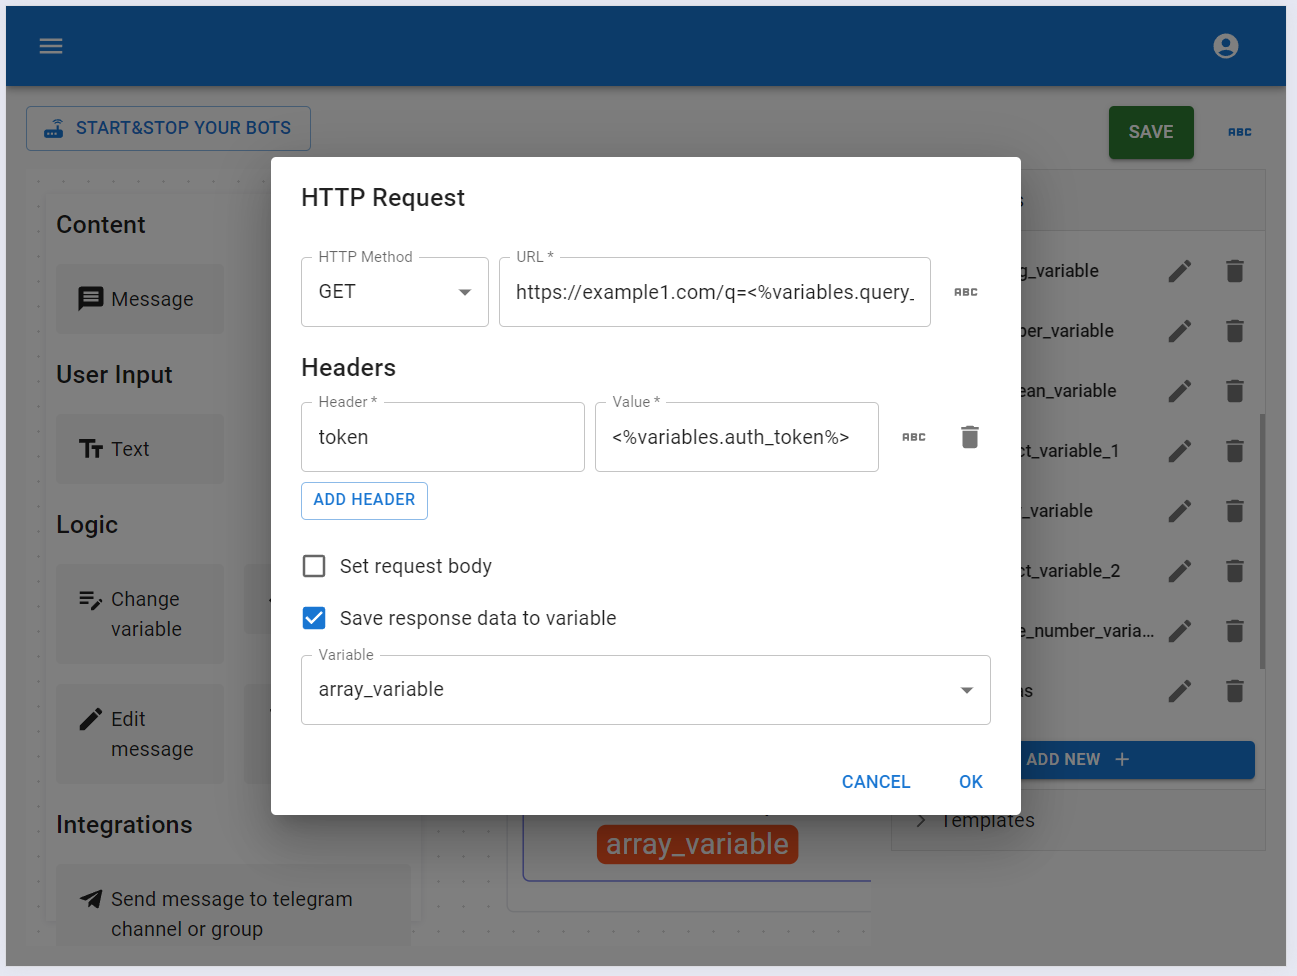 START&STOP YOUR BOTS
SAVE
ABC
Content
Message
User Input
Text
Logic
Change
variable
Edit
message
Integrations
Send message to telegram
channel or group
HTTP Request
HTTP Method
GET
URL *
https://example1.com/q=<%variables.query_
ABC
Headers
Header *
token
Value *
<%variables.auth_token%>
ABC
ADD HEADER
Set request body
Save response data to variable
Variable
array_variable
CANCEL
OK
array_variable
g_variable
ber_variable
ean_variable
ct_variable_1
_variable
ct_variable_2
e_number_varia...
ADD NEW
Templates